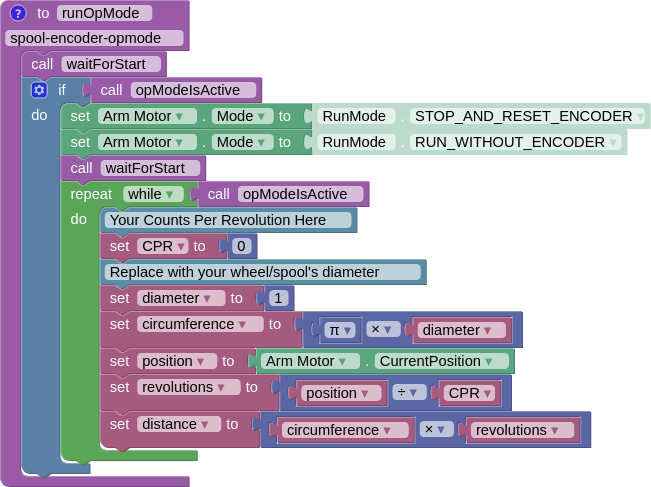 ? to runOpMode
spool-encoder-opmode
call waitForStart
if call opModeIsActive
do set Arm Motor ▾ . Mode ▾ to RunMode . STOP_AND_RESET_ENCODER ▾
set Arm Motor ▾ . Mode ▾ to RunMode . RUN_WITHOUT_ENCODER ▾
call waitForStart
repeat while ▾ call opModeIsActive
do Your Counts Per Revolution Here
set CPR ▾ to 0
Replace with your wheel/spool's diameter
set diameter ▾ to 1
set circumference ▾ to π ▾ × ▾ diameter ▾
set position ▾ to Arm Motor ▾ . CurrentPosition ▾
set revolutions ▾ to position ▾ ÷ ▾ CPR ▾
set distance ▾ to circumference ▾ × ▾ revolutions ▾